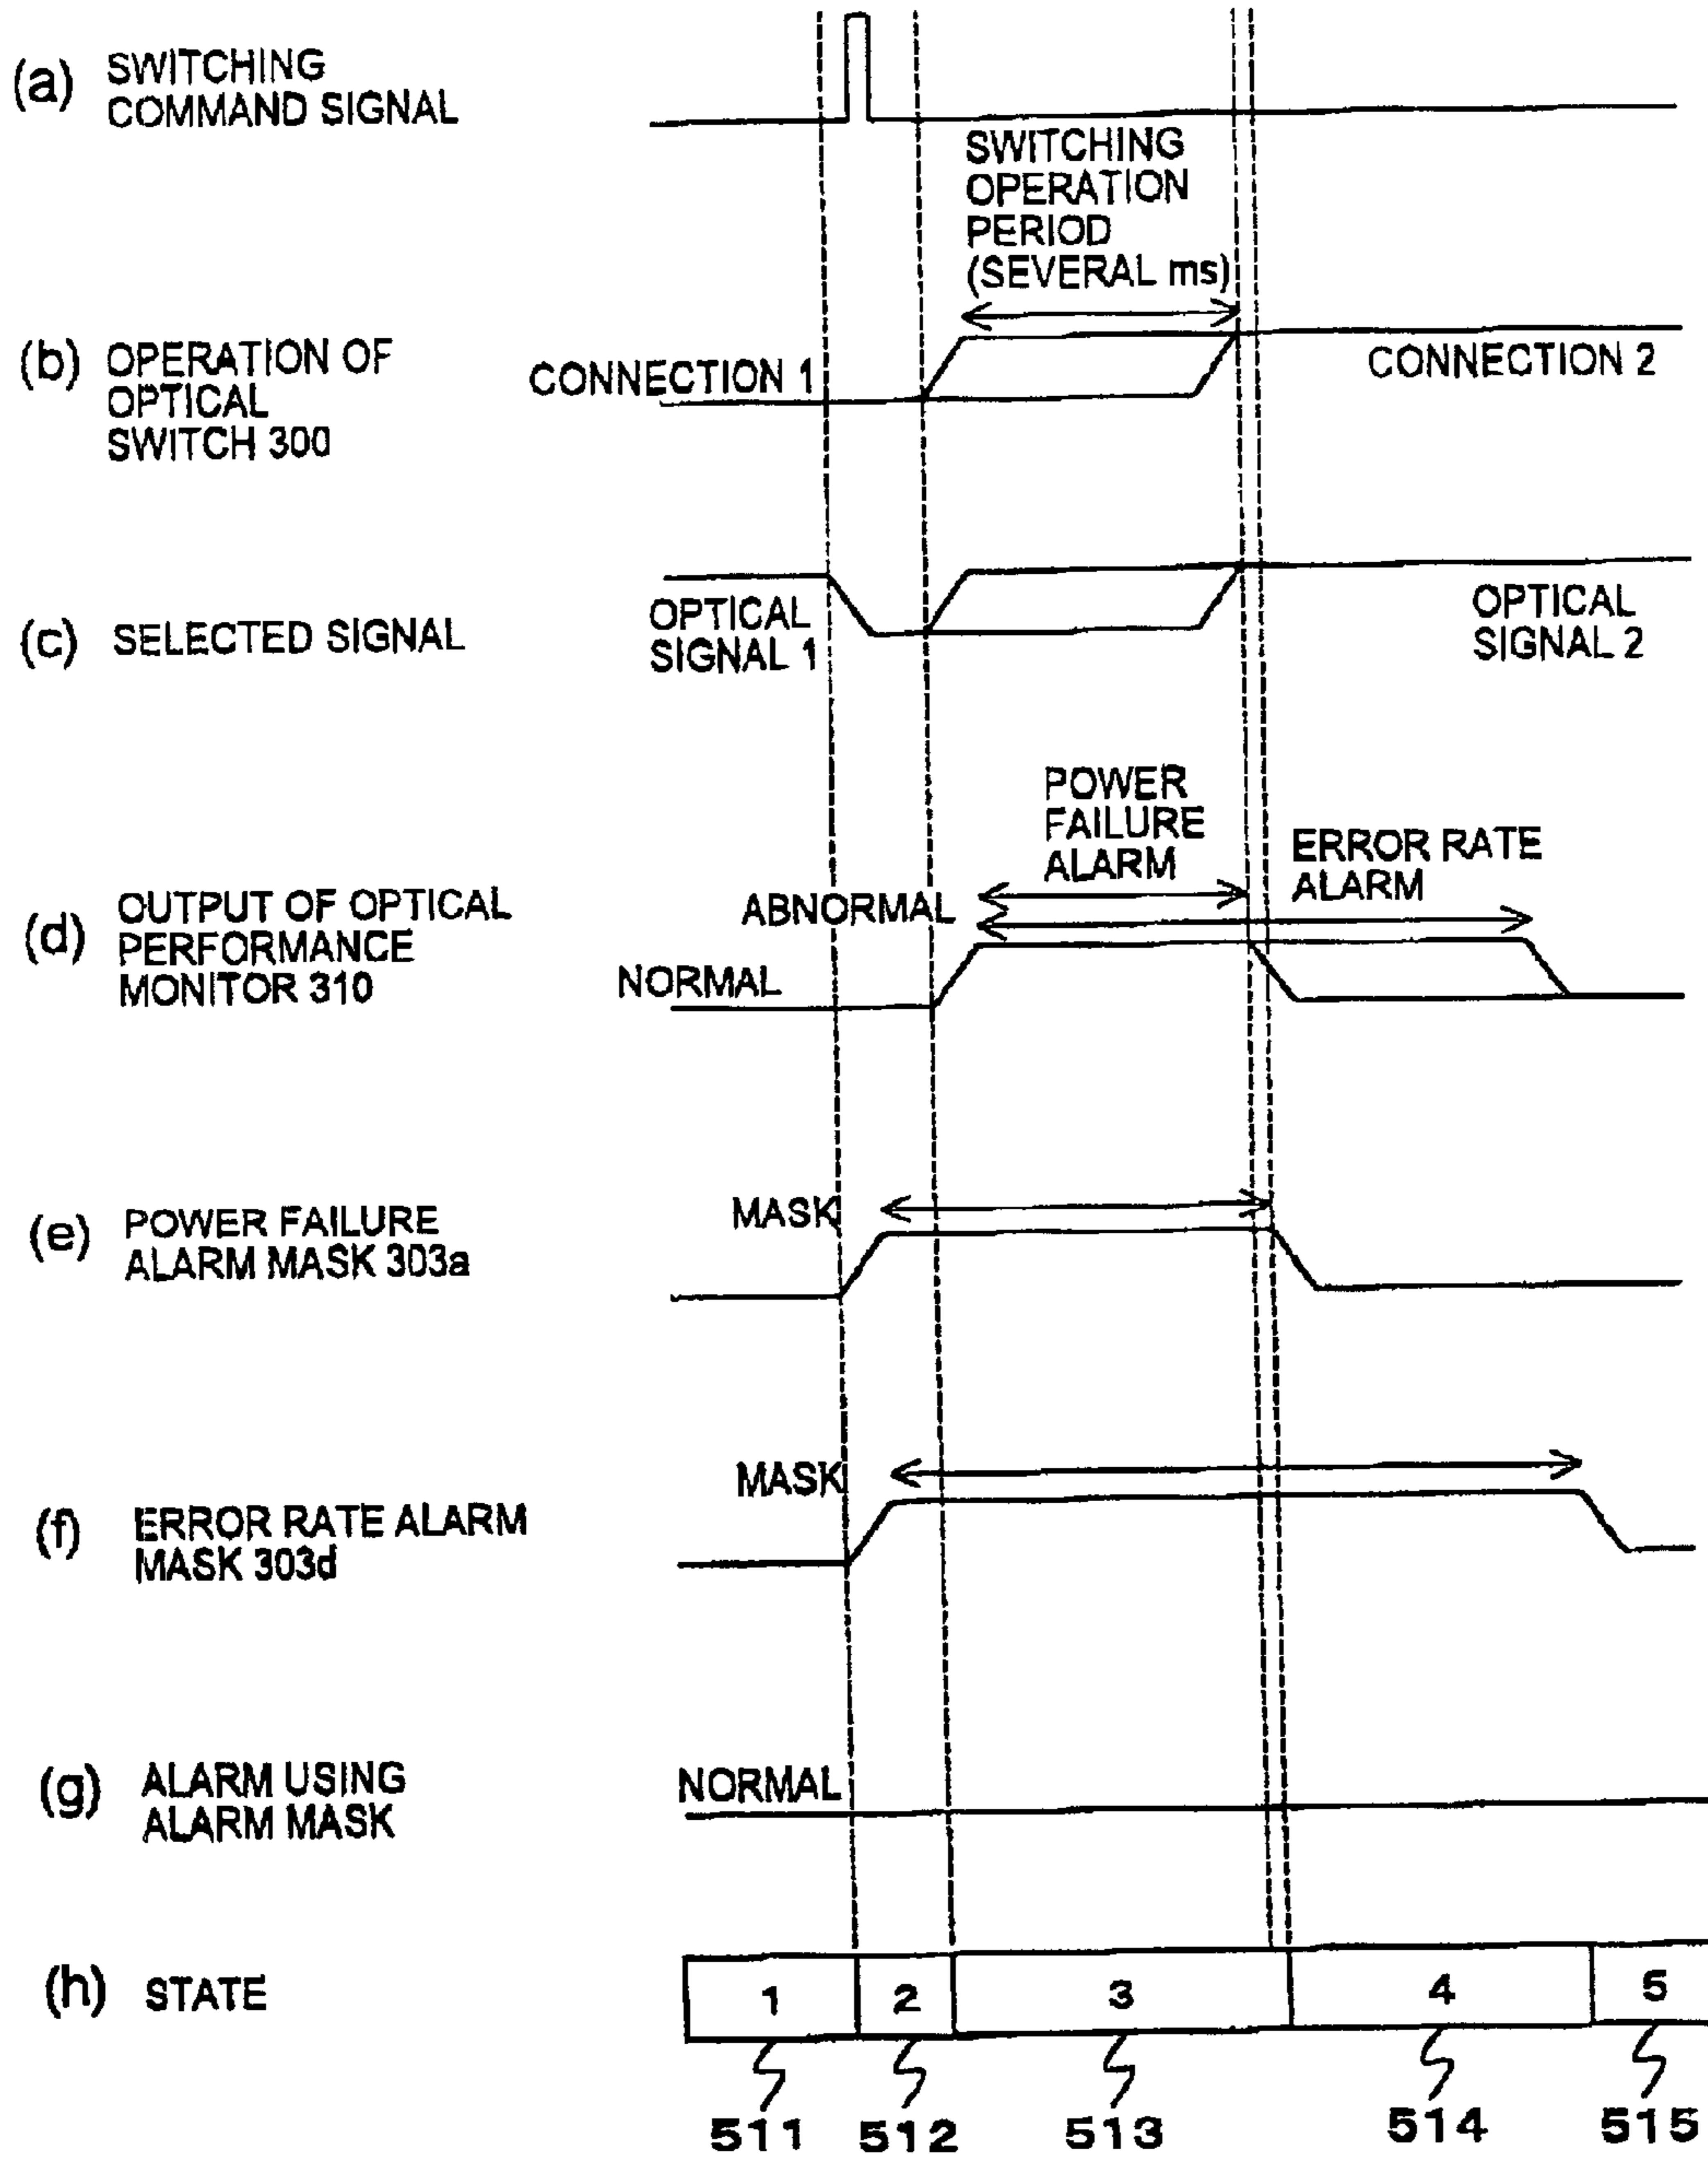 (a) SWITCHING
COMMAND SIGNAL
SWITCHING
OPERATION
PERIOD
(SEVERAL ms)
(b) OPERATION OF
OPTICAL
SWITCH 300
CONNECTION 1
CONNECTION 2
(c) SELECTED SIGNAL
OPTICAL
SIGNAL 1
OPTICAL
SIGNAL 2
(d) OUTPUT OF OPTICAL
PERFORMANCE
MONITOR 310
POWER
FAILURE
ALARM
ERROR RATE
ALARM
ABNORMAL
NORMAL
(e) POWER FAILURE
ALARM MASK 303a
MASK
(f) ERROR RATE ALARM
MASK 303d
MASK
(g) ALARM USING
ALARM MASK
NORMAL
(h) STATE
1 2 3 4 5
511 512 513 514 515